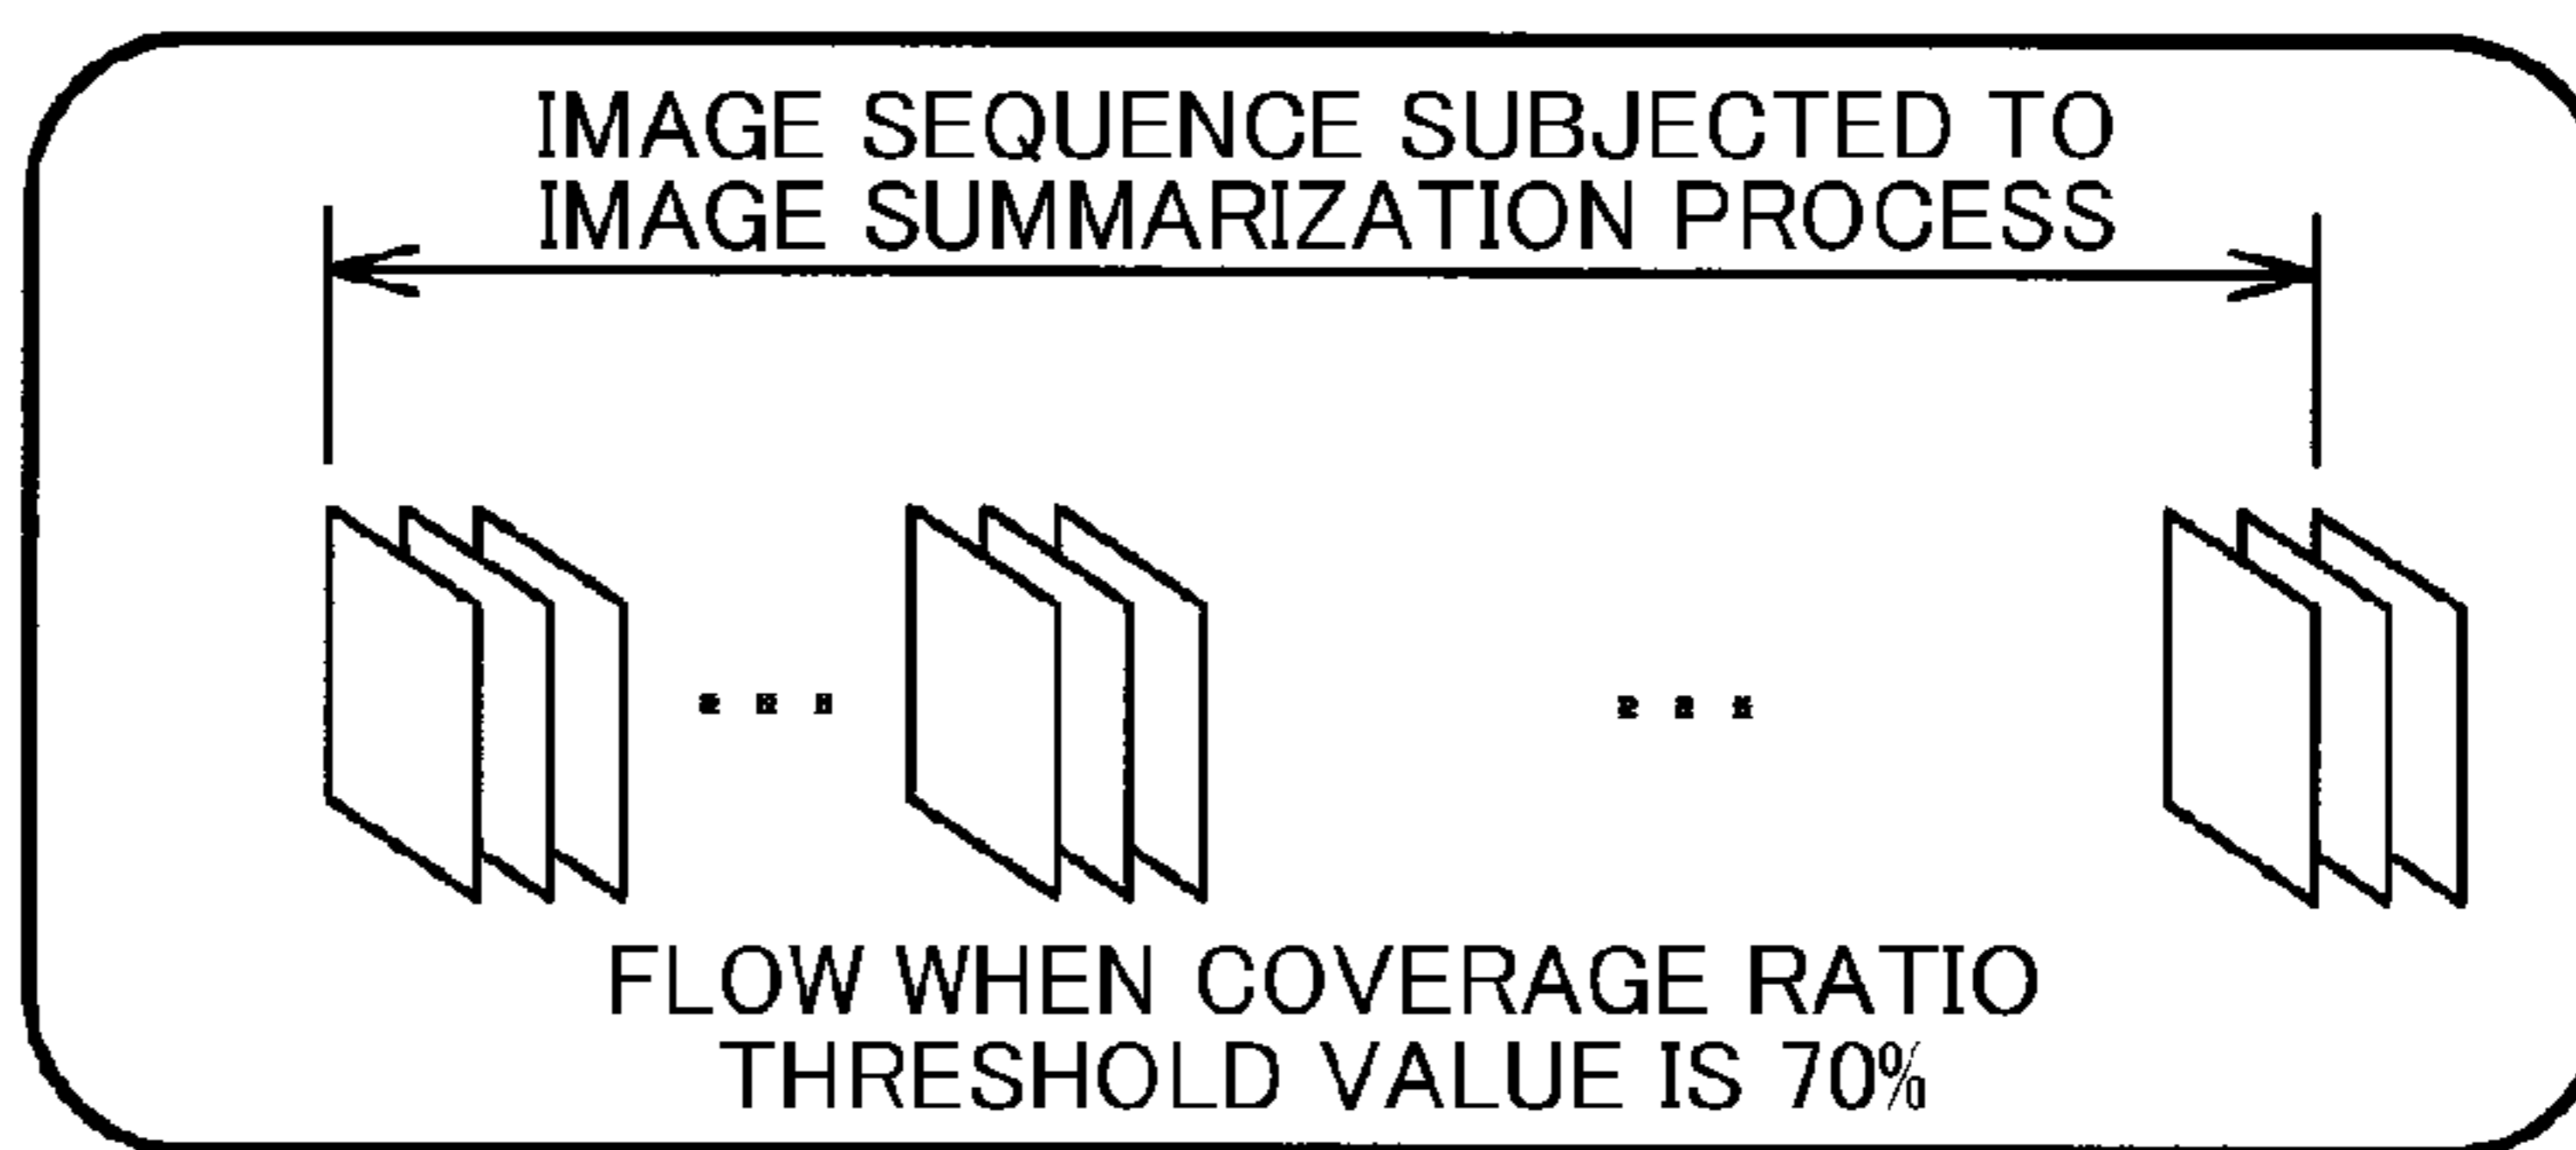 IMAGE SEQUENCE SUBJECTED TO
IMAGE SUMMARIZATION PROCESS
FLOW WHEN COVERAGE RATIO
THRESHOLD VALUE IS 70%